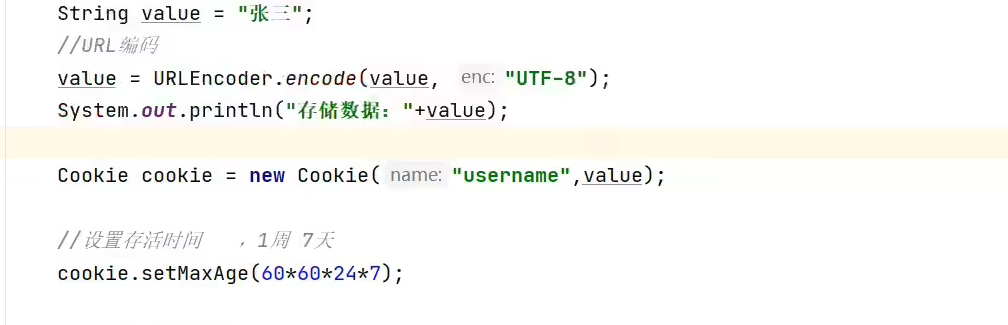 String value = "张三";
//URL编码
value = URLEncoder.encode(value, enc: "UTF-8");
System.out.println("存储数据："+value);
Cookie cookie = new Cookie( name: "username",value);
//设置存活时间 ，1周 7天
cookie.setMaxAge(60*60*24*7);